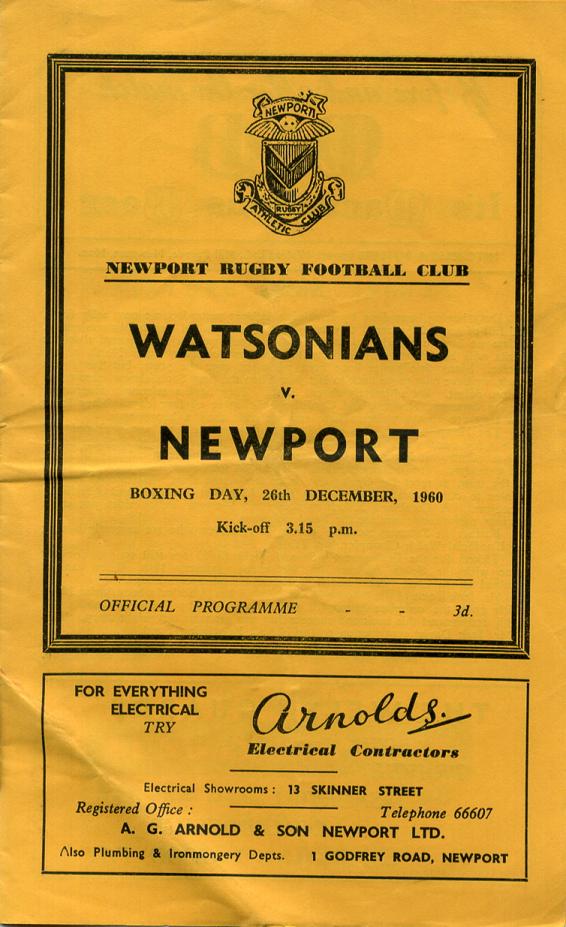 NEWPORT
RUGBY
ATHLETIC CLUB
NEWPORT RUGBY FOOTBALL CLUB
WATSONIANS
v.
NEWPORT
BOXING DAY, 26th DECEMBER, 1960
Kick-off 3.15 p.m.
OFFICIAL PROGRAMME - - 3d.
FOR EVERYTHING
ELECTRICAL
TRY
Arnolds.
Electrical Contractors
Electrical Showrooms: 13 SKINNER STREET
Registered Office: Telephone 66607
A. G. ARNOLD & SON NEWPORT LTD.
Also Plumbing & Ironmongery Depts. 1 GODFREY ROAD, NEWPORT